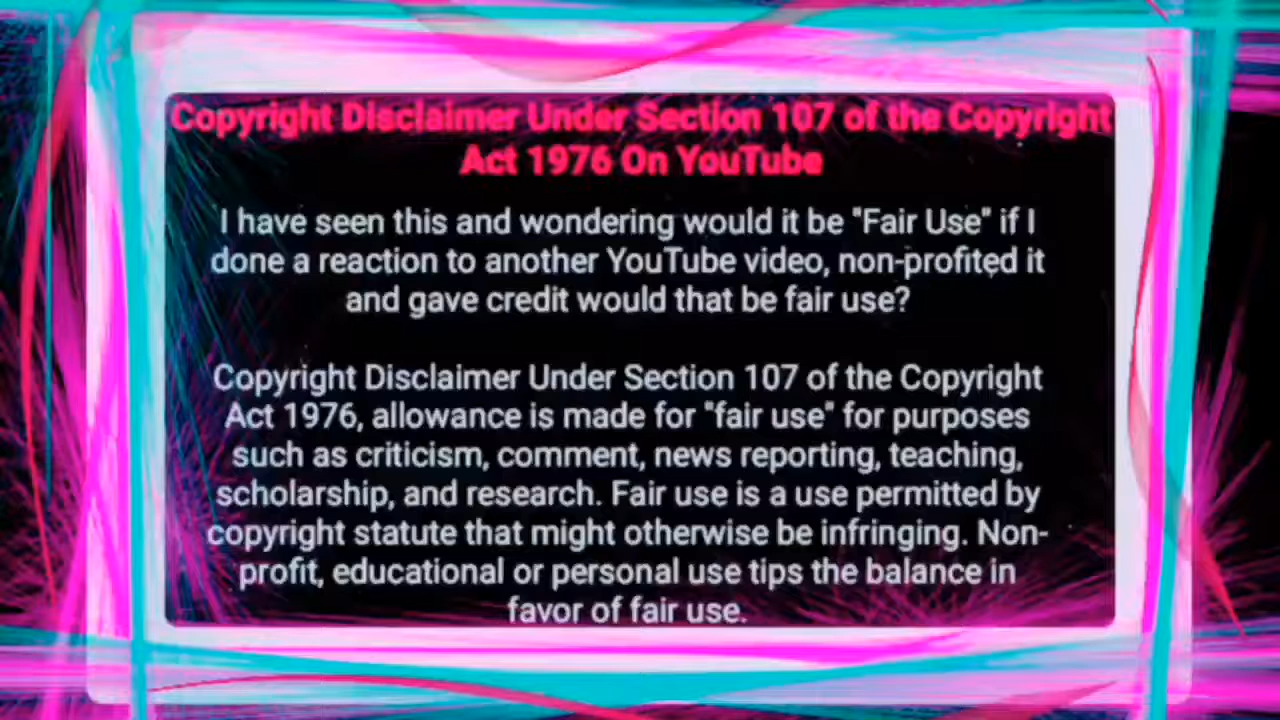 Copyright Disclaimer Under Section 107 of the Copyright
Act 1976 On YouTube
I have seen this and wondering would it be "Fair Use" if I
done a reaction to another YouTube video, non-profited it
and gave credit would that be fair use?
Copyright Disclaimer Under Section 107 of the Copyright
Act 1976, allowance is made for "fair use" for purposes
such as criticism, comment, news reporting, teaching,
scholarship, and research. Fair use is a use permitted by
copyright statute that might otherwise be infringing. Non-
profit, educational or personal use tips the balance in
favor of fair use.